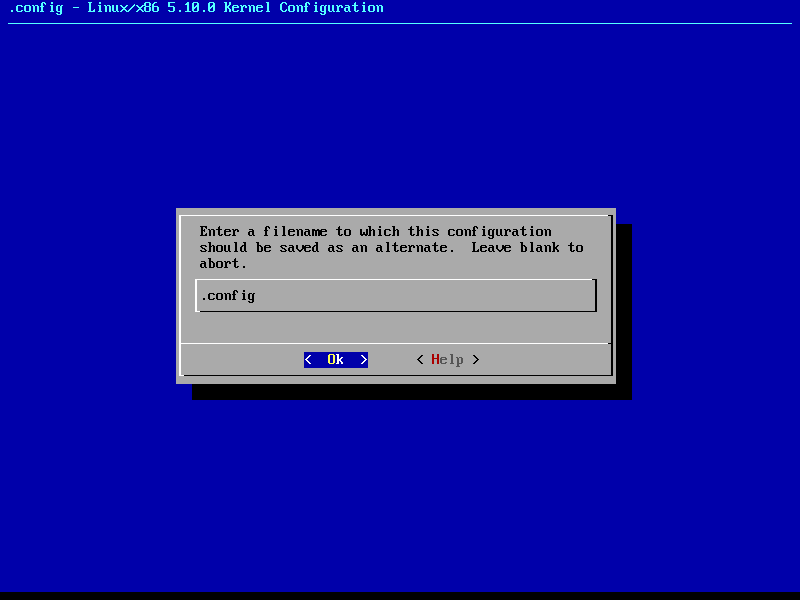 .config - Linux/x86 5.10.0 Kernel Configuration
Enter a filename to which this configuration
should be saved as an alternate.  Leave blank to
abort.
.config
<  Ok  > < Help >